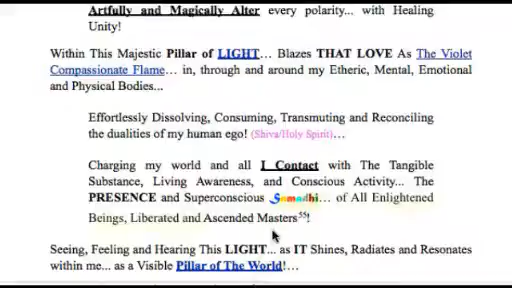 Artfully and Magically Alter every polarity... with Healing
Unity!
Within This Majestic Pillar of LIGHT... Blazes THAT LOVE As The Violet
Compassionate Flame... in, through and around my Etheric, Mental, Emotional
and Physical Bodies...
Effortlessly Dissolving, Consuming, Transmuting and Reconciling
the dualities of my human ego! (Shiva/Holy Spirit)...
Charging my world and all I Contact with The Tangible
Substance, Living Awareness, and Conscious Activity... The
PRESENCE and Superconscious Samadhi... of All Enlightened
Beings, Liberated and Ascended Masters55!
Seeing, Feeling and Hearing This LIGHT... as IT Shines, Radiates and Resonates
within me... as a Visible Pillar of The World!...